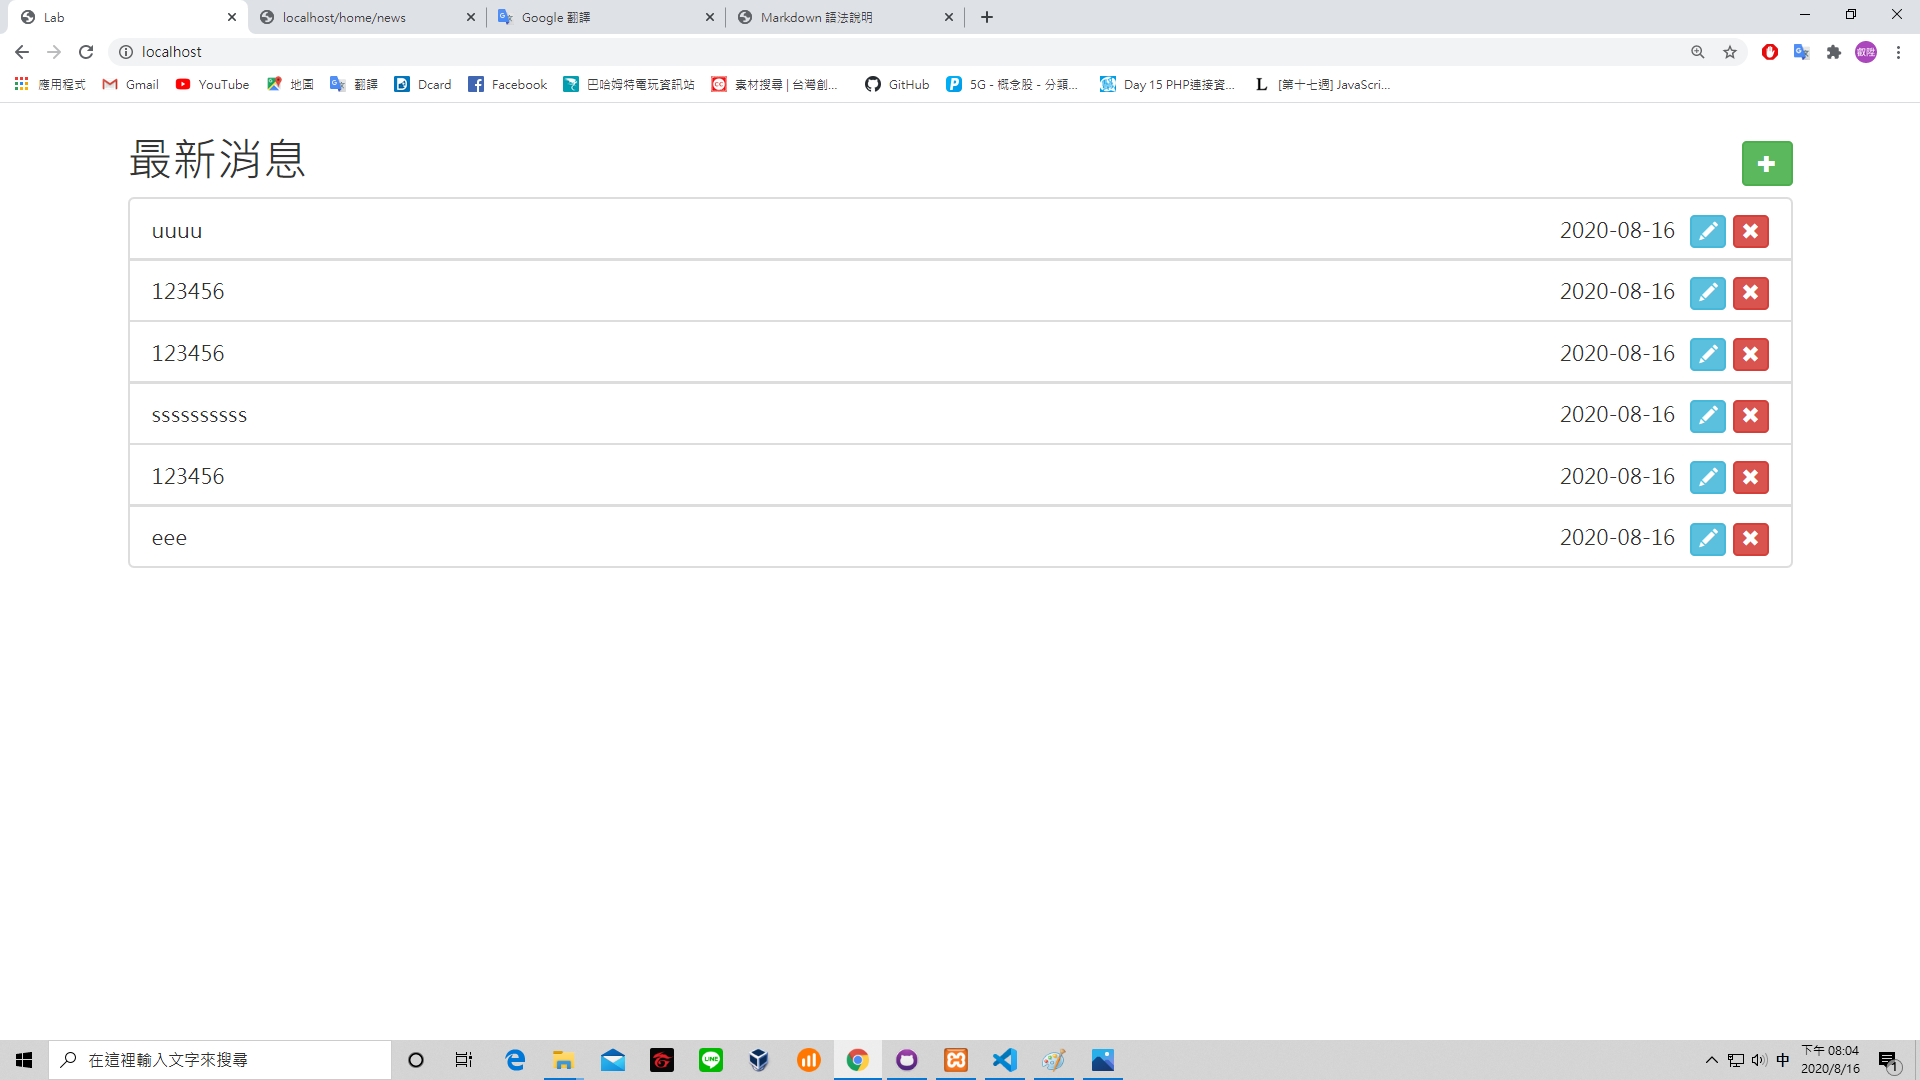 Lab
localhost/home/news
Google 翻譯
Markdown 語法說明
localhost
叡陞
應用程式
Gmail
YouTube
地圖
翻譯
Dcard
Facebook
巴哈姆特電玩資訊站
素材搜尋 | 台灣創...
GitHub
5G - 概念股 - 分類...
Day 15 PHP連接資...
[第十七週] JavaScri...
最新消息
uuuu 2020-08-16
123456 2020-08-16
123456 2020-08-16
ssssssssss 2020-08-16
123456 2020-08-16
eee 2020-08-16
在這裡輸入文字來搜尋
LINE
中
下午 08:04
2020/8/16
1